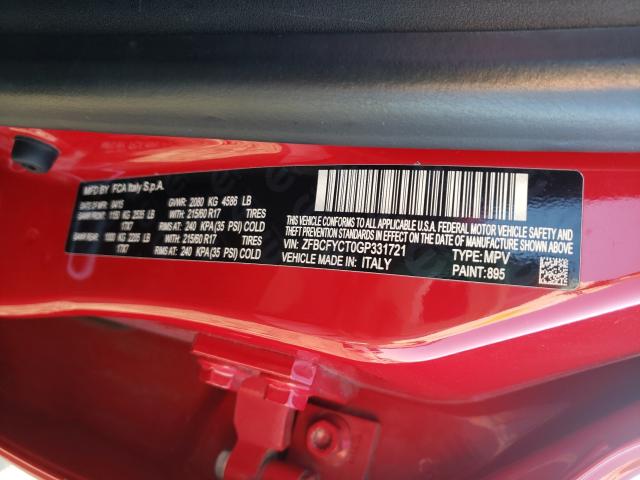 MFD BY FCA Italy S.p.A.
MFR: 04/15 GVWR: 2080 KG 4586 LB
GAWR FRONT: 1150 KG 2535 LB WITH: 215/60 R17 TIRES
17X7 RIMS AT: 240 KPA(35 PSI) COLD
GAWR REAR: 1000 KG 2205 LB WITH: 215/60 R17 TIRES
17X7 RIMS AT: 240 KPA(35 PSI) COLD
THIS VEHICLE CONFORMS TO ALL APPLICABLE U.S.A. FEDERAL MOTOR VEHICLE SAFETY/
THEFT PREVENTION STANDARDS IN EFFECT ON THE DATE OF MANUFACTURE SHOWN ABOVE
VIN: ZFBCFYCT0GP331721 TYPE: MPV
VEHICLE MADE IN: ITALY PAINT: 895